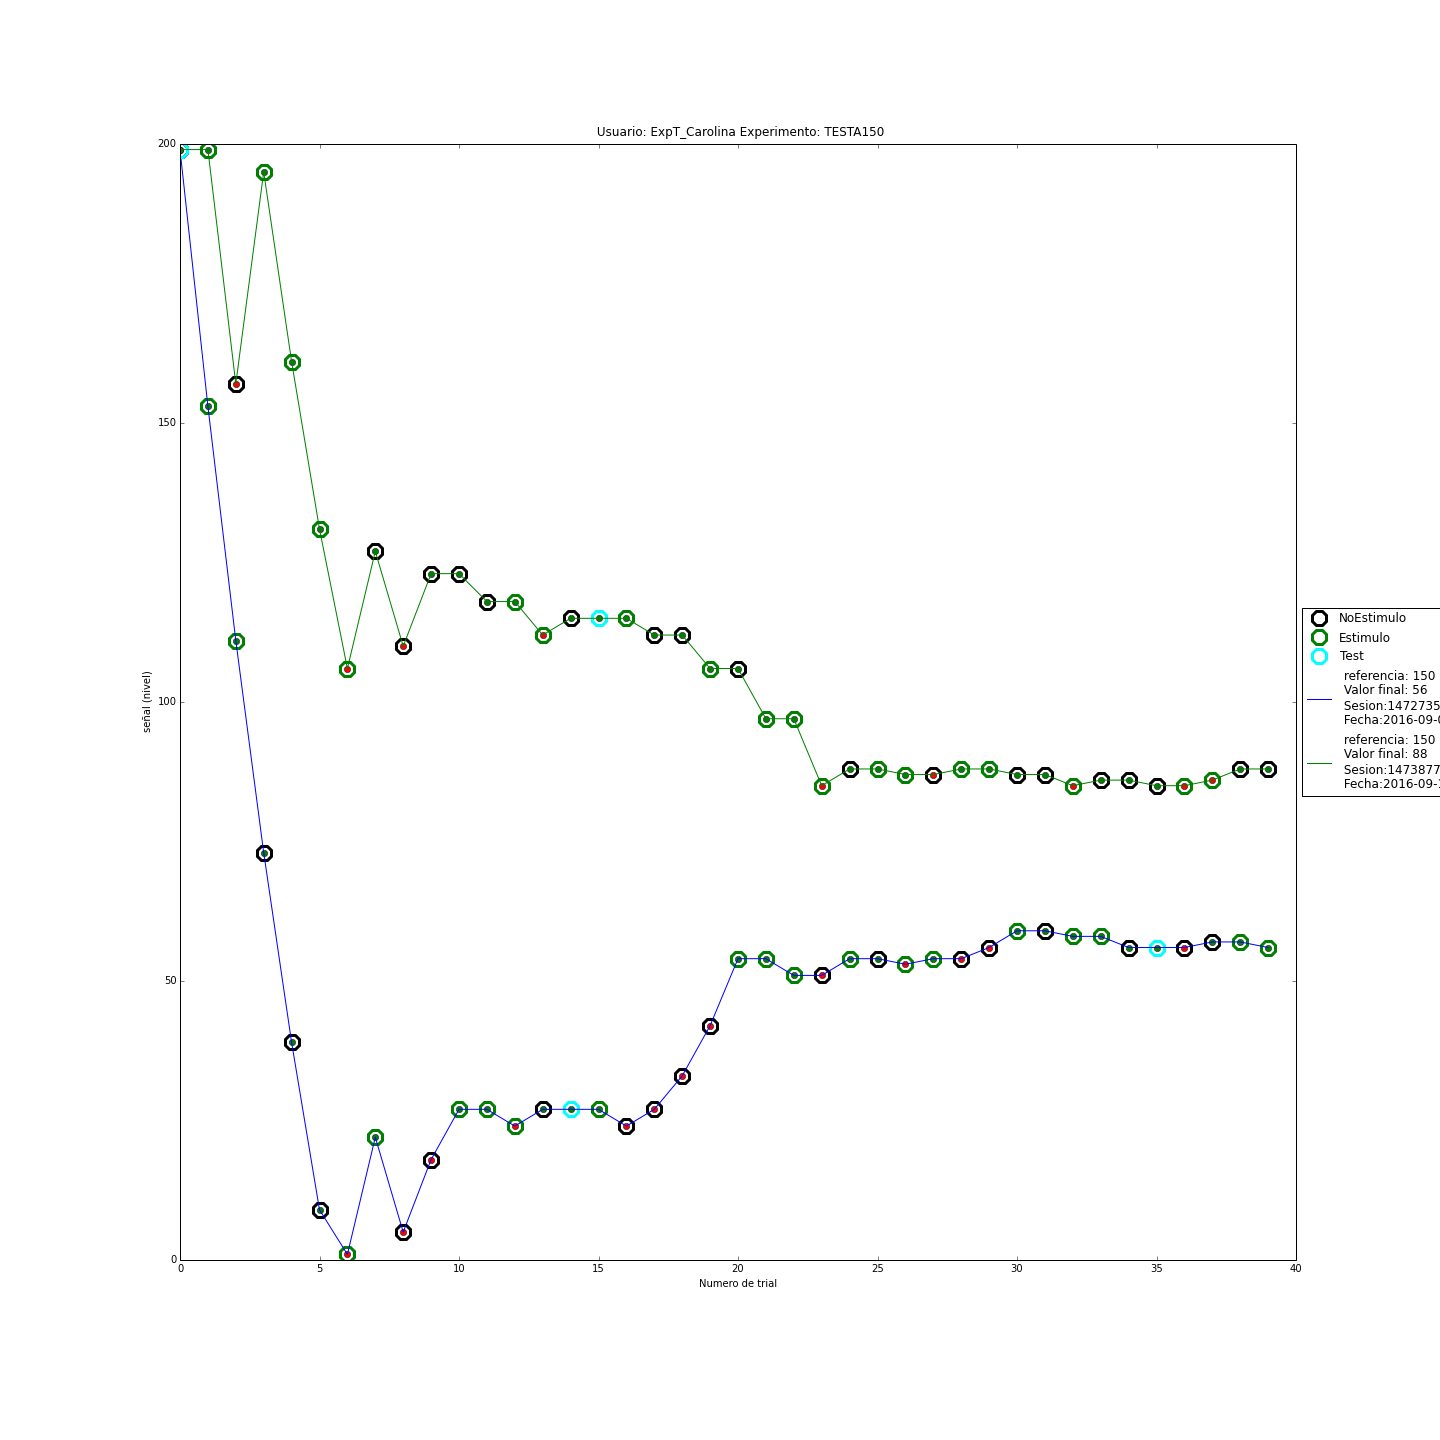 Usuario: ExpT_Carolina Experimento: TESTA150
200
150
100
50
0
señal (nivel)
0 5 10 15 20 25 30 35 40
Numero de trial
NoEstimulo
Estimulo
Test
referencia: 150
Valor final: 56
Sesion:1472735
Fecha:2016-09-0
referencia: 150
Valor final: 88
Sesion:1473877
Fecha:2016-09-1